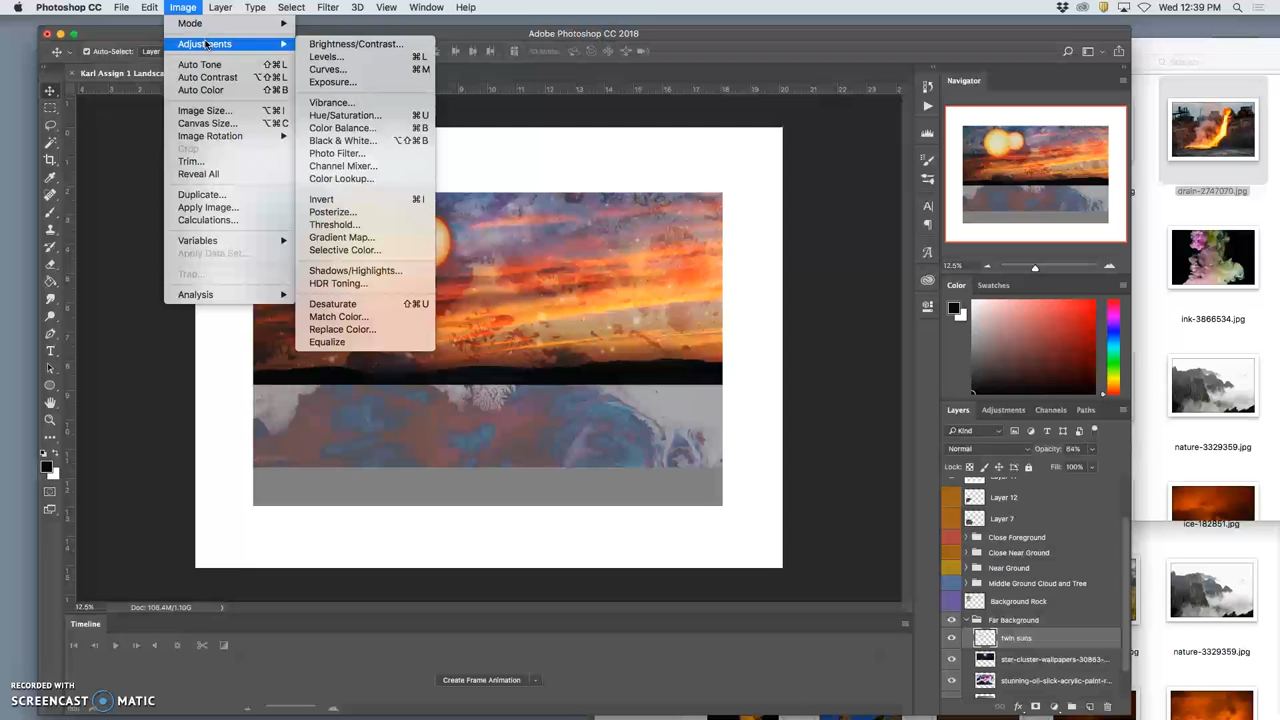 Photoshop CC File Edit Image Layer Type Select Filter 3D View Window Help Wed 12:39 PM
Adobe Photoshop CC 2018
Auto-Select: Layer
Karl Assign 1 Landsca
Mode
Adjustments
Auto Tone ⇧⌘L
Auto Contrast ⌥⇧⌘L
Auto Color ⇧⌘B
Image Size... ⌥⌘I
Canvas Size... ⌥⌘C
Image Rotation
Crop
Trim...
Reveal All
Duplicate...
Apply Image...
Calculations...
Variables
Apply Data Set...
Trap...
Analysis
Brightness/Contrast...
Levels... ⌘L
Curves... ⌘M
Exposure...
Vibrance...
Hue/Saturation... ⌘U
Color Balance... ⌘B
Black & White... ⌥⇧⌘B
Photo Filter...
Channel Mixer...
Color Lookup...
Invert ⌘I
Posterize...
Threshold...
Gradient Map...
Selective Color...
Shadows/Highlights...
HDR Toning...
Desaturate ⇧⌘U
Match Color...
Replace Color...
Equalize
Navigator
12.5%
Color Swatches
Layers Adjustments Channels Paths
Kind
Normal Opacity: 84%
Lock: Fill: 100%
Layer 12
Layer 7
Close Foreground
Close Near Ground
Near Ground
Middle Ground Cloud and Tree
Background Rock
Far Background
twin suns
star-cluster-wallpapers-30863-...
stunning-oil-slick-acrylic-paint-r...
12.5% Doc: 108.4M/1.10G
Timeline
Create Frame Animation
drain-2747070.jpg
ink-3866534.jpg
nature-3329359.jpg
ice-182851.jpg
nature-3329359.jpg
RECORDED WITH
SCREENCAST MATIC